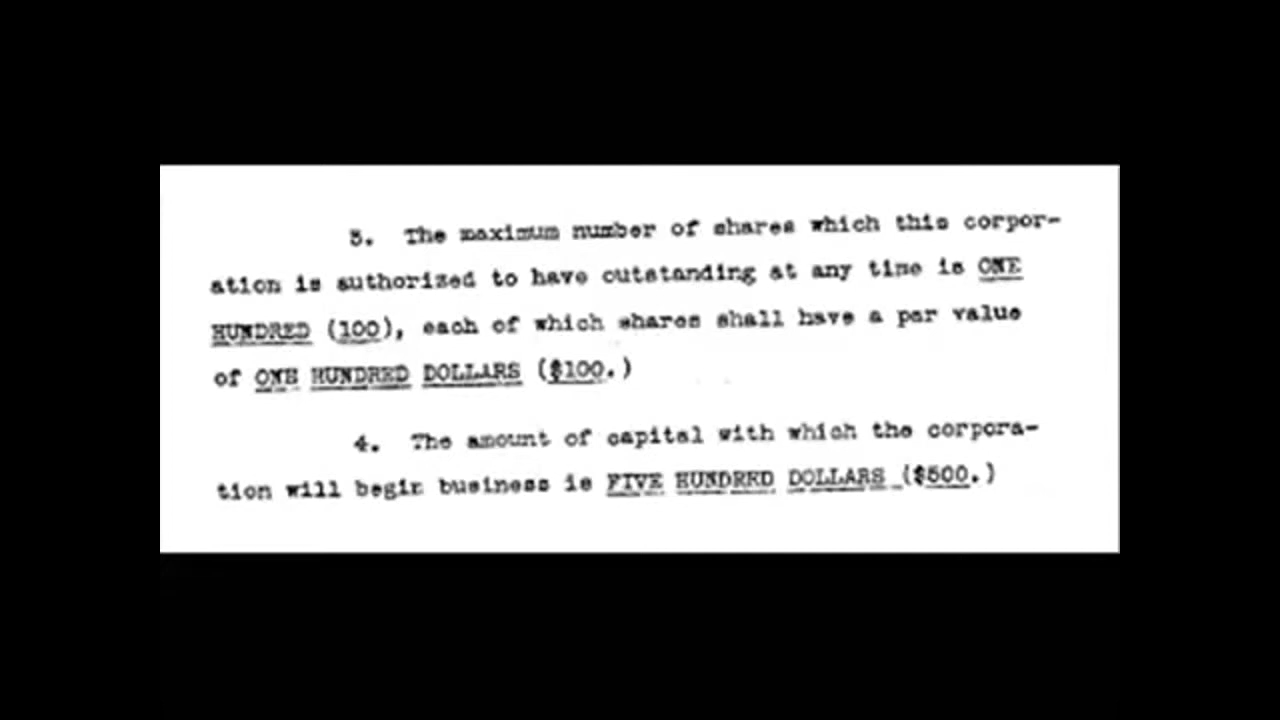 3. The maximum number of shares which this corpor-
ation is authorized to have outstanding at any time is ONE
HUNDRED (100), each of which shares shall have a par value
of ONE HUNDRED DOLLARS ($100.)
4. The amount of capital with which the corpora-
tion will begin business is FIVE HUNDRED DOLLARS ($500.)